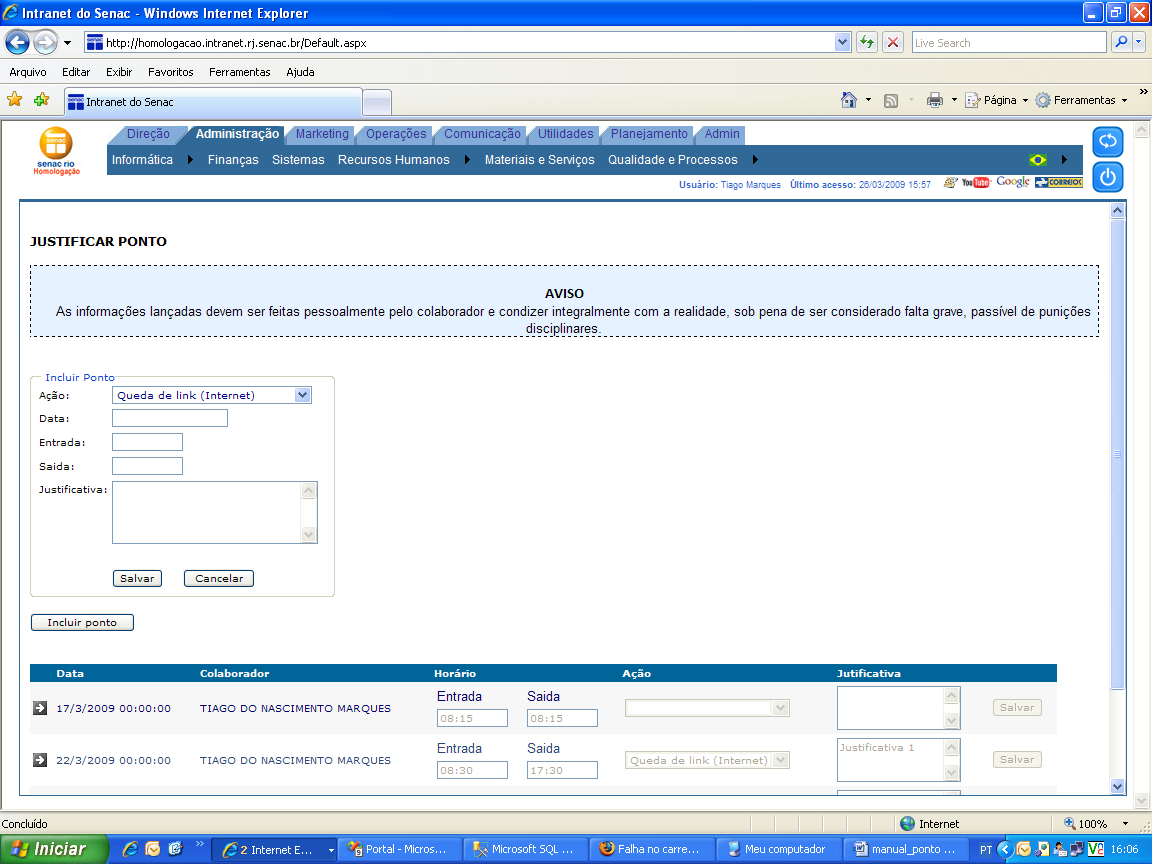 Intranet do Senac - Windows Internet Explorer
http://homologacao.intranet.rj.senac.br/Default.aspx
Live Search
Arquivo Editar Exibir Favoritos Ferramentas Ajuda
Intranet do Senac
Página Ferramentas
senac rio
Homologação
Direção Administração Marketing Operações Comunicação Utilidades Planejamento Admin
Informática Finanças Sistemas Recursos Humanos Materiais e Serviços Qualidade e Processos
Usuário: Tiago Marques Último acesso: 26/03/2009 15:57 YouTube Google CORREIOS
JUSTIFICAR PONTO
AVISO
As informações lançadas devem ser feitas pessoalmente pelo colaborador e condizer integralmente com a realidade, sob pena de ser considerado falta grave, passível de punições
disciplinares.
Incluir Ponto
Ação: Queda de link (Internet)
Data:
Entrada:
Saida:
Justificativa:
Salvar Cancelar
Incluir ponto
Data Colaborador Horário Ação Jutificativa
Entrada Saida
17/3/2009 00:00:00 TIAGO DO NASCIMENTO MARQUES 08:15 08:15 Salvar
Entrada Saida
22/3/2009 00:00:00 TIAGO DO NASCIMENTO MARQUES 08:30 17:30 Queda de link (Internet) Justificativa 1 Salvar
Concluído Internet 100%
Iniciar 2 Internet E... Portal - Micros... Microsoft SQL ... Falha no carre... Meu computador manual_ponto ... PT 16:06